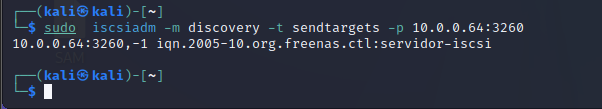 ┌──(kali㉿kali)-[~]
└─$ sudo iscsiadm -m discovery -t sendtargets -p 10.0.0.64:3260
10.0.0.64:3260,-1 iqn.2005-10.org.freenas.ctl:servidor-iscsi
┌──(kali㉿kali)-[~]
└─$